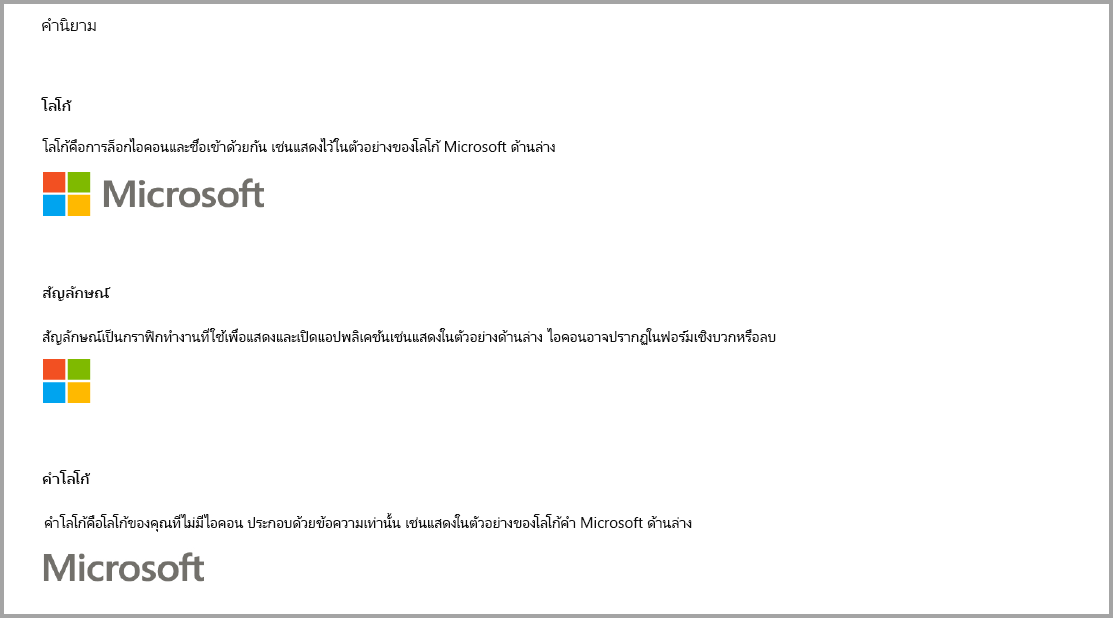 คำนิยาม
โลโก้
โลโก้คือการล็อกไอคอนและชื่อเข้าด้วยกัน เช่นแสดงไว้ในตัวอย่างของโลโก้ Microsoft ด้านล่าง
Microsoft
สัญลักษณ์
สัญลักษณ์เป็นกราฟิกทำงานที่ใช้เพื่อแสดงและเปิดแอปพลิเคชันเช่นแสดงในตัวอย่างด้านล่าง ไอคอนอาจปรากฏในฟอร์มเชิงบวกหรือลบ
คำโลโก้
คำโลโก้คือโลโก้ของคุณที่ไม่มีไอคอน ประกอบด้วยข้อความเท่านั้น เช่นแสดงในตัวอย่างของโลโก้คำ Microsoft ด้านล่าง
Microsoft